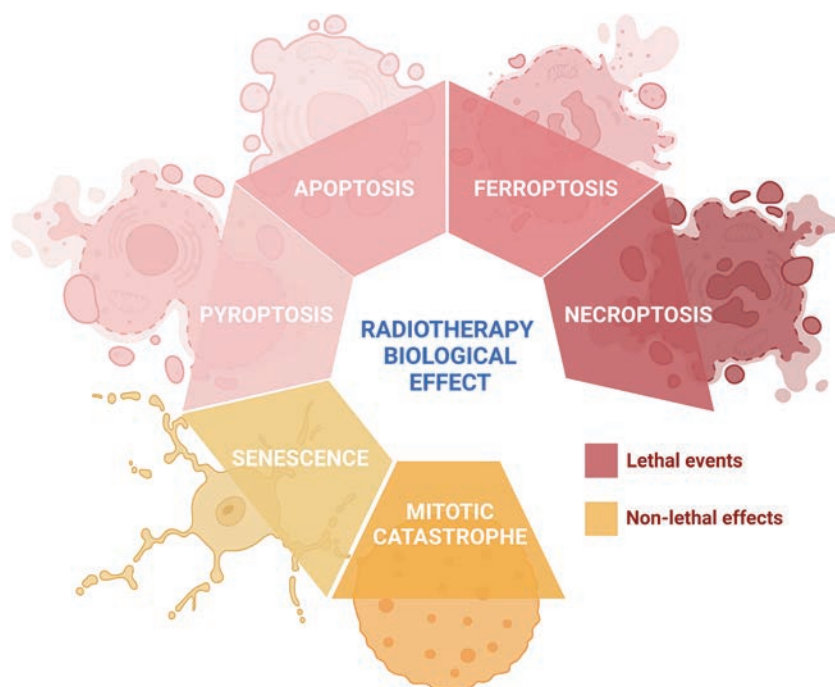 APOPTOSIS
FERROPTOSIS
PYROPTOSIS
NECROPTOSIS
RADIOTHERAPY
BIOLOGICAL
EFFECT
SENESCENCE
MITOTIC
CATASTROPHE
Lethal events
Non-lethal effects